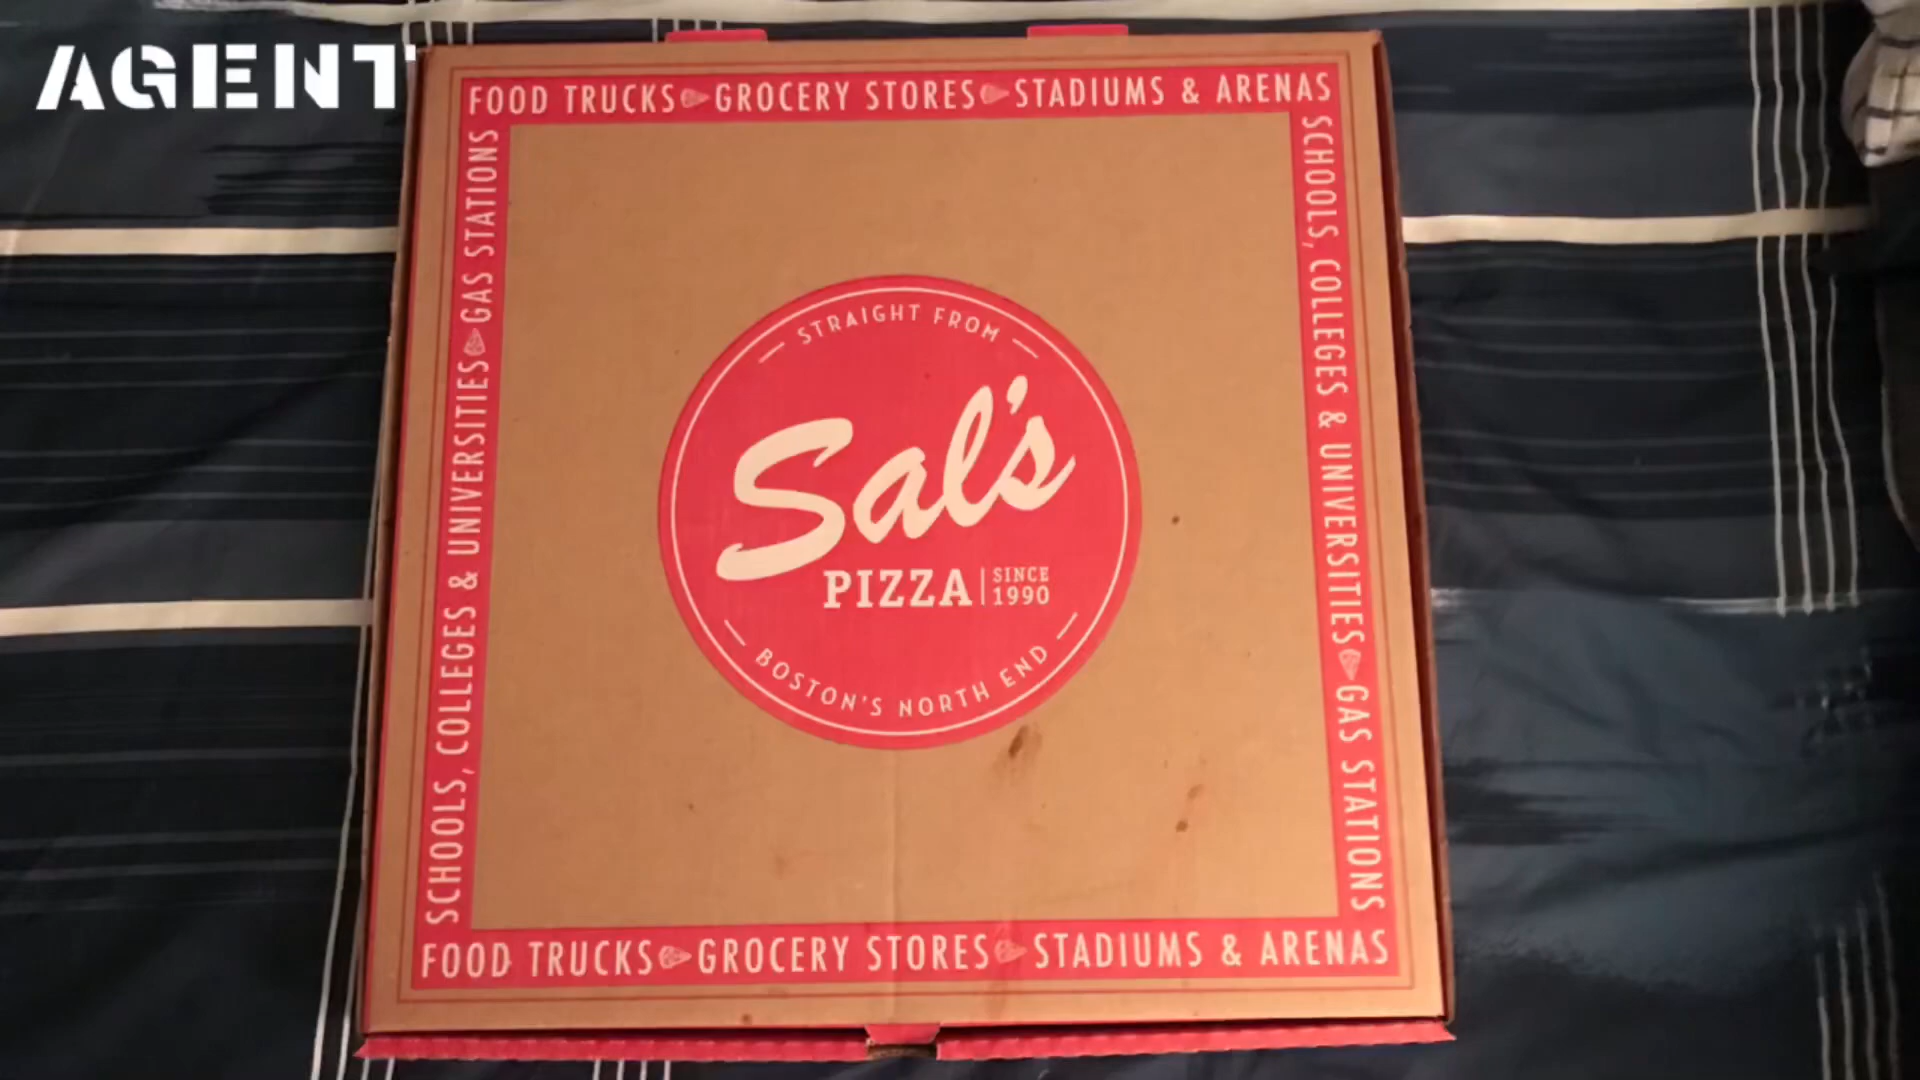 AGENT
FOOD TRUCKS GROCERY STORES STADIUMS & ARENAS
SCHOOLS, COLLEGES & UNIVERSITIES GAS STATIONS
SCHOOLS, COLLEGES & UNIVERSITIES GAS STATIONS
STRAIGHT FROM
Sal's
PIZZA
SINCE
1990
BOSTON'S NORTH END
FOOD TRUCKS GROCERY STORES STADIUMS & ARENAS